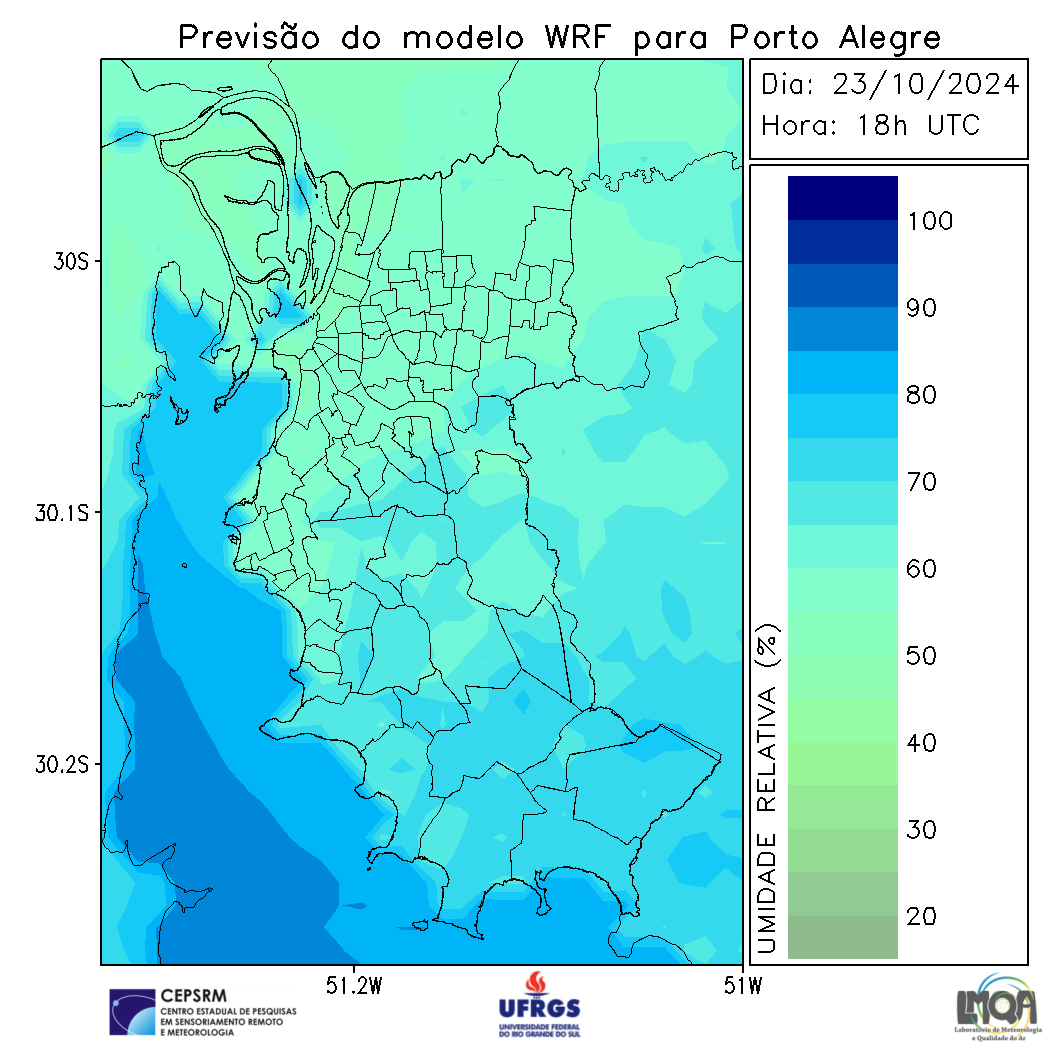 Previsão do modelo WRF para Porto Alegre
Dia: 23/10/2024
Hora: 18h UTC
30S
30.1S
30.2S
51.2W
51W
UMIDADE RELATIVA (%)
100
90
80
70
60
50
40
30
20
CEPSRM
CENTRO ESTADUAL DE PESQUISAS
EM SENSORIAMENTO REMOTO
E METEOROLOGIA
UFRGS
UNIVERSIDADE FEDERAL
DO RIO GRANDE DO SUL
LMQA
Laboratório de Meteorologia
e Qualidade do Ar